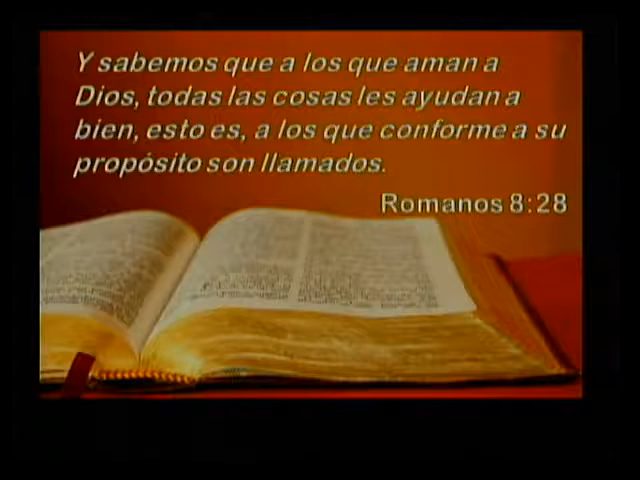 Y sabemos que a los que aman a
Dios, todas las cosas les ayudan a
bien, esto es, a los que conforme a su
propósito son llamados.
Romanos 8:28